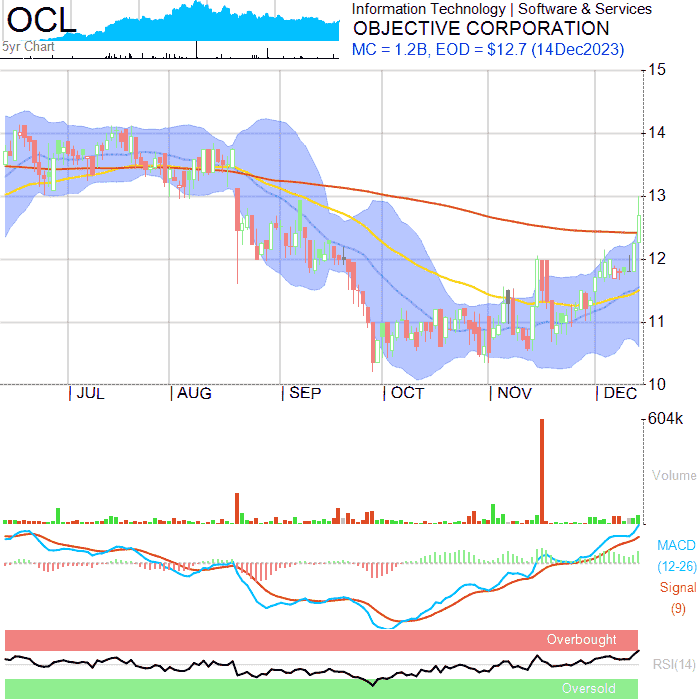 OCL
5yr Chart
Information Technology | Software & Services
OBJECTIVE CORPORATION
MC = 1.2B, EOD = $12.7 (14Dec2023)
15
14
13
12
11
10
JUL AUG SEP OCT NOV DEC
604k
Volume
MACD
(12-26)
Signal
(9)
Overbought
RSI(14)
Oversold